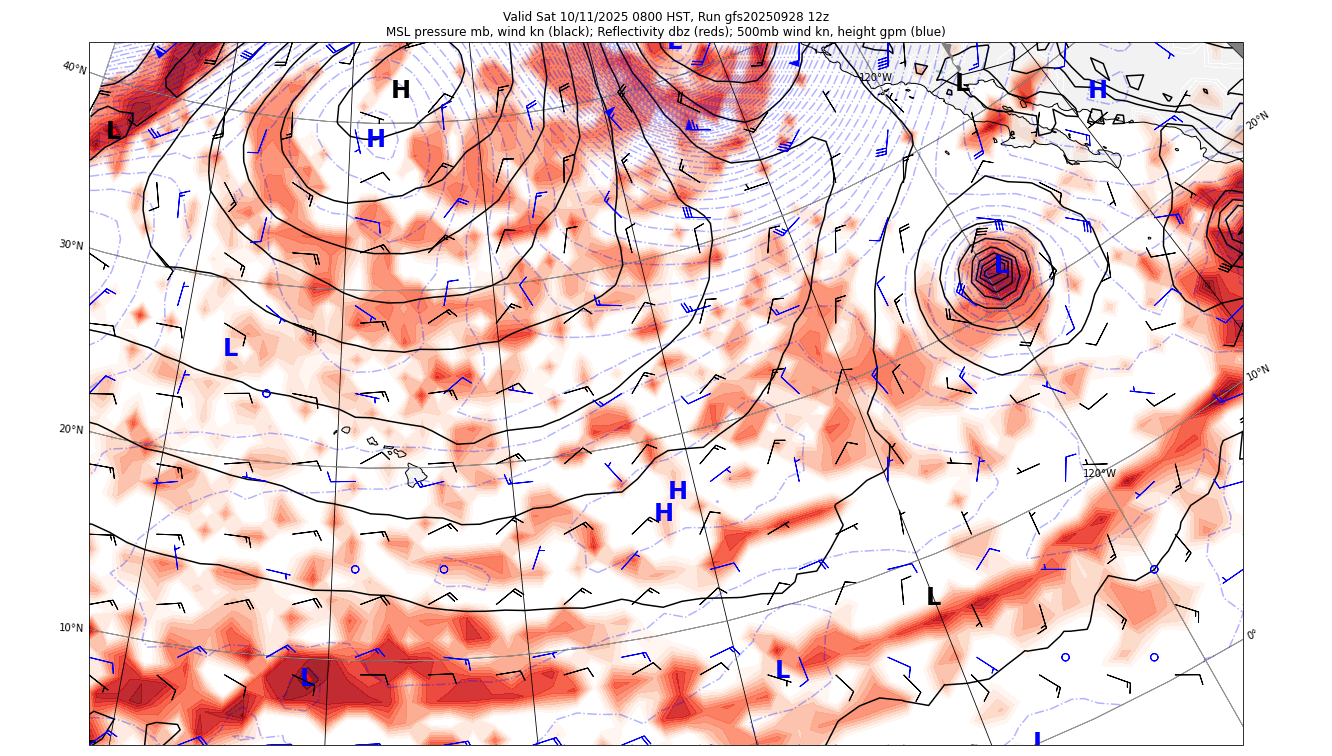 Valid Sat 10/11/2025 0800 HST, Run gfs20250928 12z
MSL pressure mb, wind kn (black); Reflectivity dbz (reds); 500mb wind kn, height gpm (blue)
L
40°N
120°W
L
H
H
20°N
L
H
30°N
L
L
10°N
20°N
120°W
H
H
L
10°N
0°
L
L
L